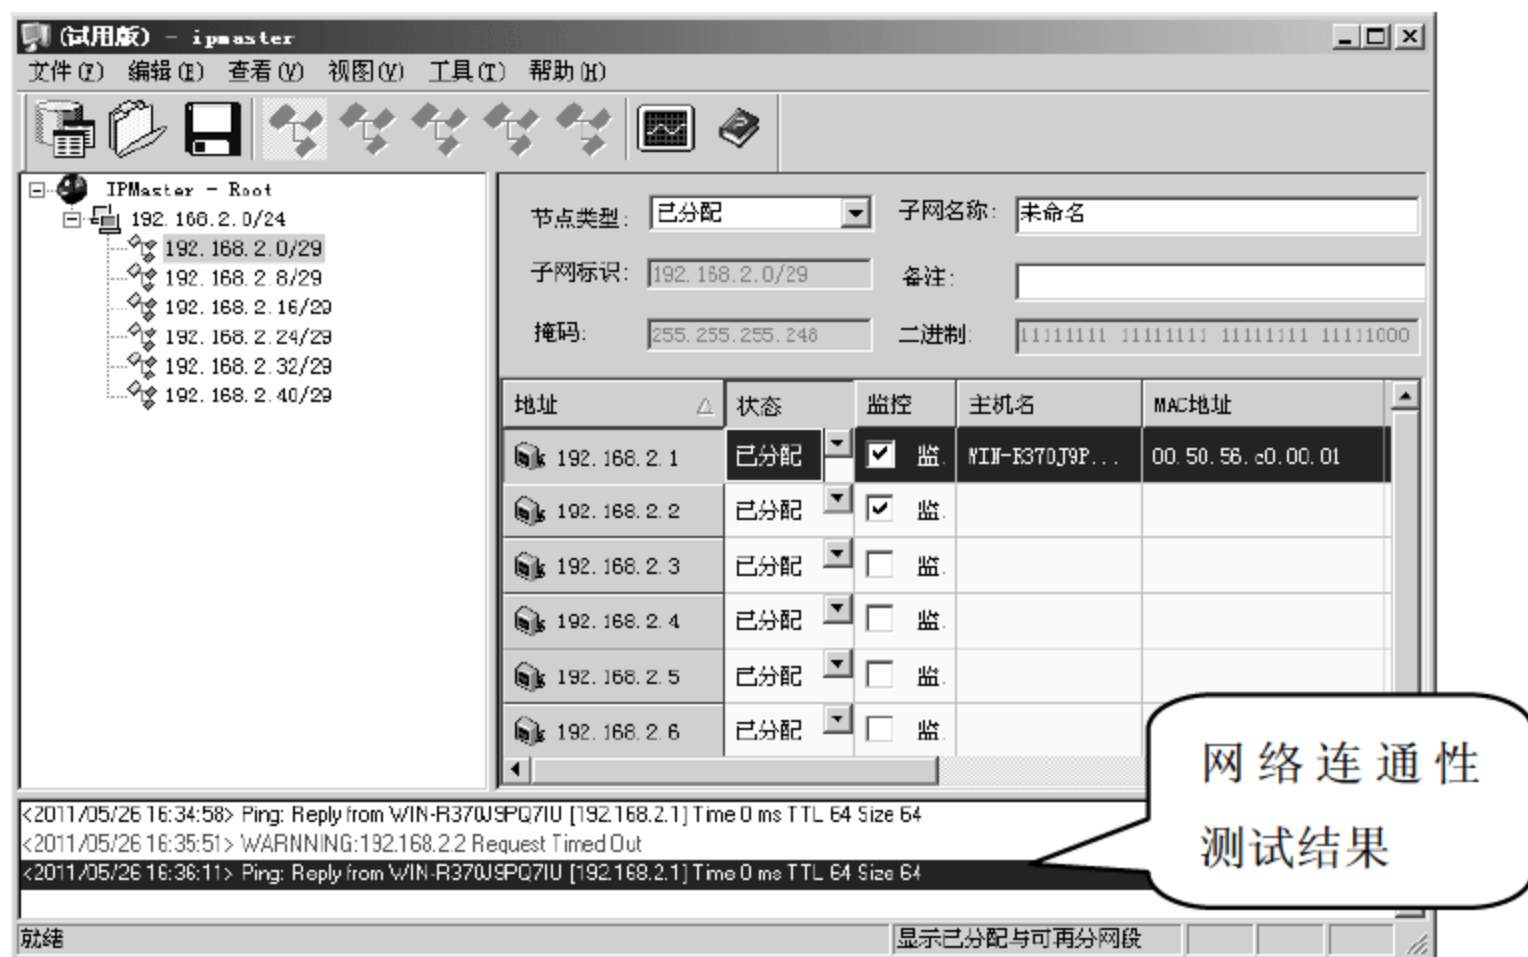 (试用版) - ipmaster
文件(F) 编辑(E) 查看(V) 视图(V) 工具(T) 帮助(H)
IPMaster - Root
192.168.2.0/24
192.168.2.0/29
192.168.2.8/29
192.168.2.16/29
192.168.2.24/29
192.168.2.32/29
192.168.2.40/29
节点类型: 已分配 子网名称: 未命名
子网标识: 192.168.2.0/29 备注:
掩码: 255.255.255.248 二进制: 11111111 11111111 11111111 11111000
地址 状态 监控 主机名 MAC地址
192.168.2.1 已分配 监. WIN-R370J9P... 00.50.56.c0.00.01
192.168.2.2 已分配 监.
192.168.2.3 已分配 监.
192.168.2.4 已分配 监.
192.168.2.5 已分配 监.
192.168.2.6 已分配 监.
<2011/05/26 16:34:58> Ping: Reply from WIN-R370J9PQ7IU [192.168.2.1] Time 0 ms TTL 64 Size 64
<2011/05/26 16:35:51> WARNNING:192.168.2.2 Request Timed Out
<2011/05/26 16:36:11> Ping: Reply from WIN-R370J9PQ7IU [192.168.2.1] Time 0 ms TTL 64 Size 64
网络连通性
测试结果
就绪 显示已分配与可再分网段